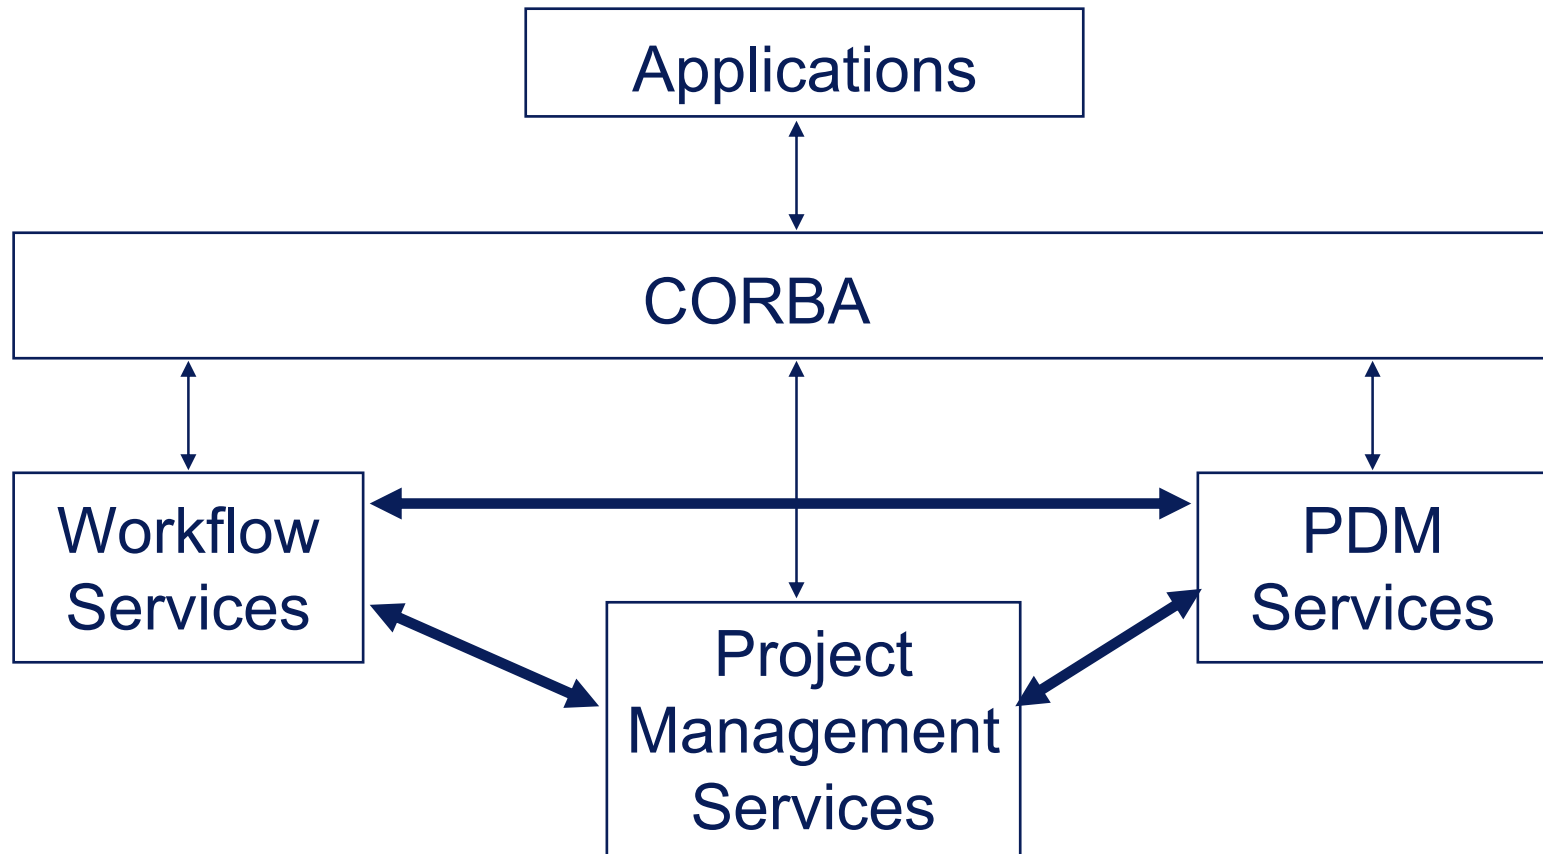 Applications
CORBA
Workflow
Services
PDM
Services
Project
Management
Services